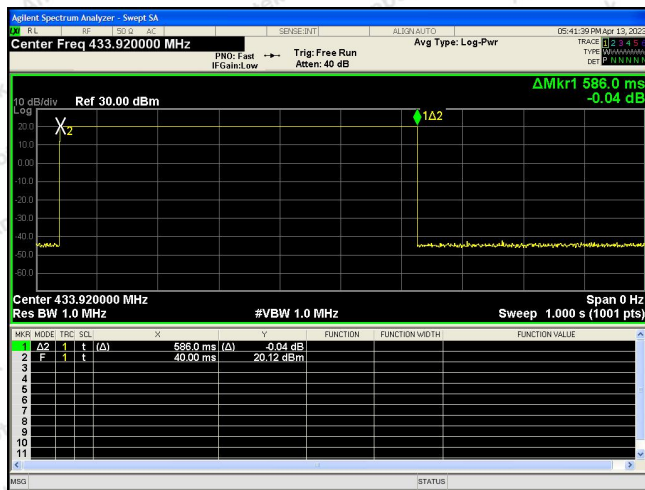 Agilent Spectrum Analyzer - Swept SA
RL RF 50 Ω AC SENSE:INT ALIGN AUTO 05:41:39 PM Apr 13, 2023
Center Freq 433.920000 MHz
Avg Type: Log-Pwr
TRACE 1 2 3 4 5 6
TYPE
DET P N N N N N
PNO: Fast
IFGain:Low
Trig: Free Run
Atten: 40 dB
ΔMkr1 586.0 ms
-0.04 dB
10 dB/div Ref 30.00 dBm
Log
1Δ2
20.0
2
10.0
0.00
-10.0
-20.0
-30.0
-40.0
-50.0
-60.0
Center 433.920000 MHz Span 0 Hz
Res BW 1.0 MHz #VBW 1.0 MHz Sweep 1.000 s (1001 pts)
MKR MODE TRC SCL X Y FUNCTION FUNCTION WIDTH FUNCTION VALUE
1 Δ2 1 t (Δ) 586.0 ms (Δ) -0.04 dB
2 F 1 t 40.00 ms 20.12 dBm
3
4
5
6
7
8
9
10
11
MSG STATUS